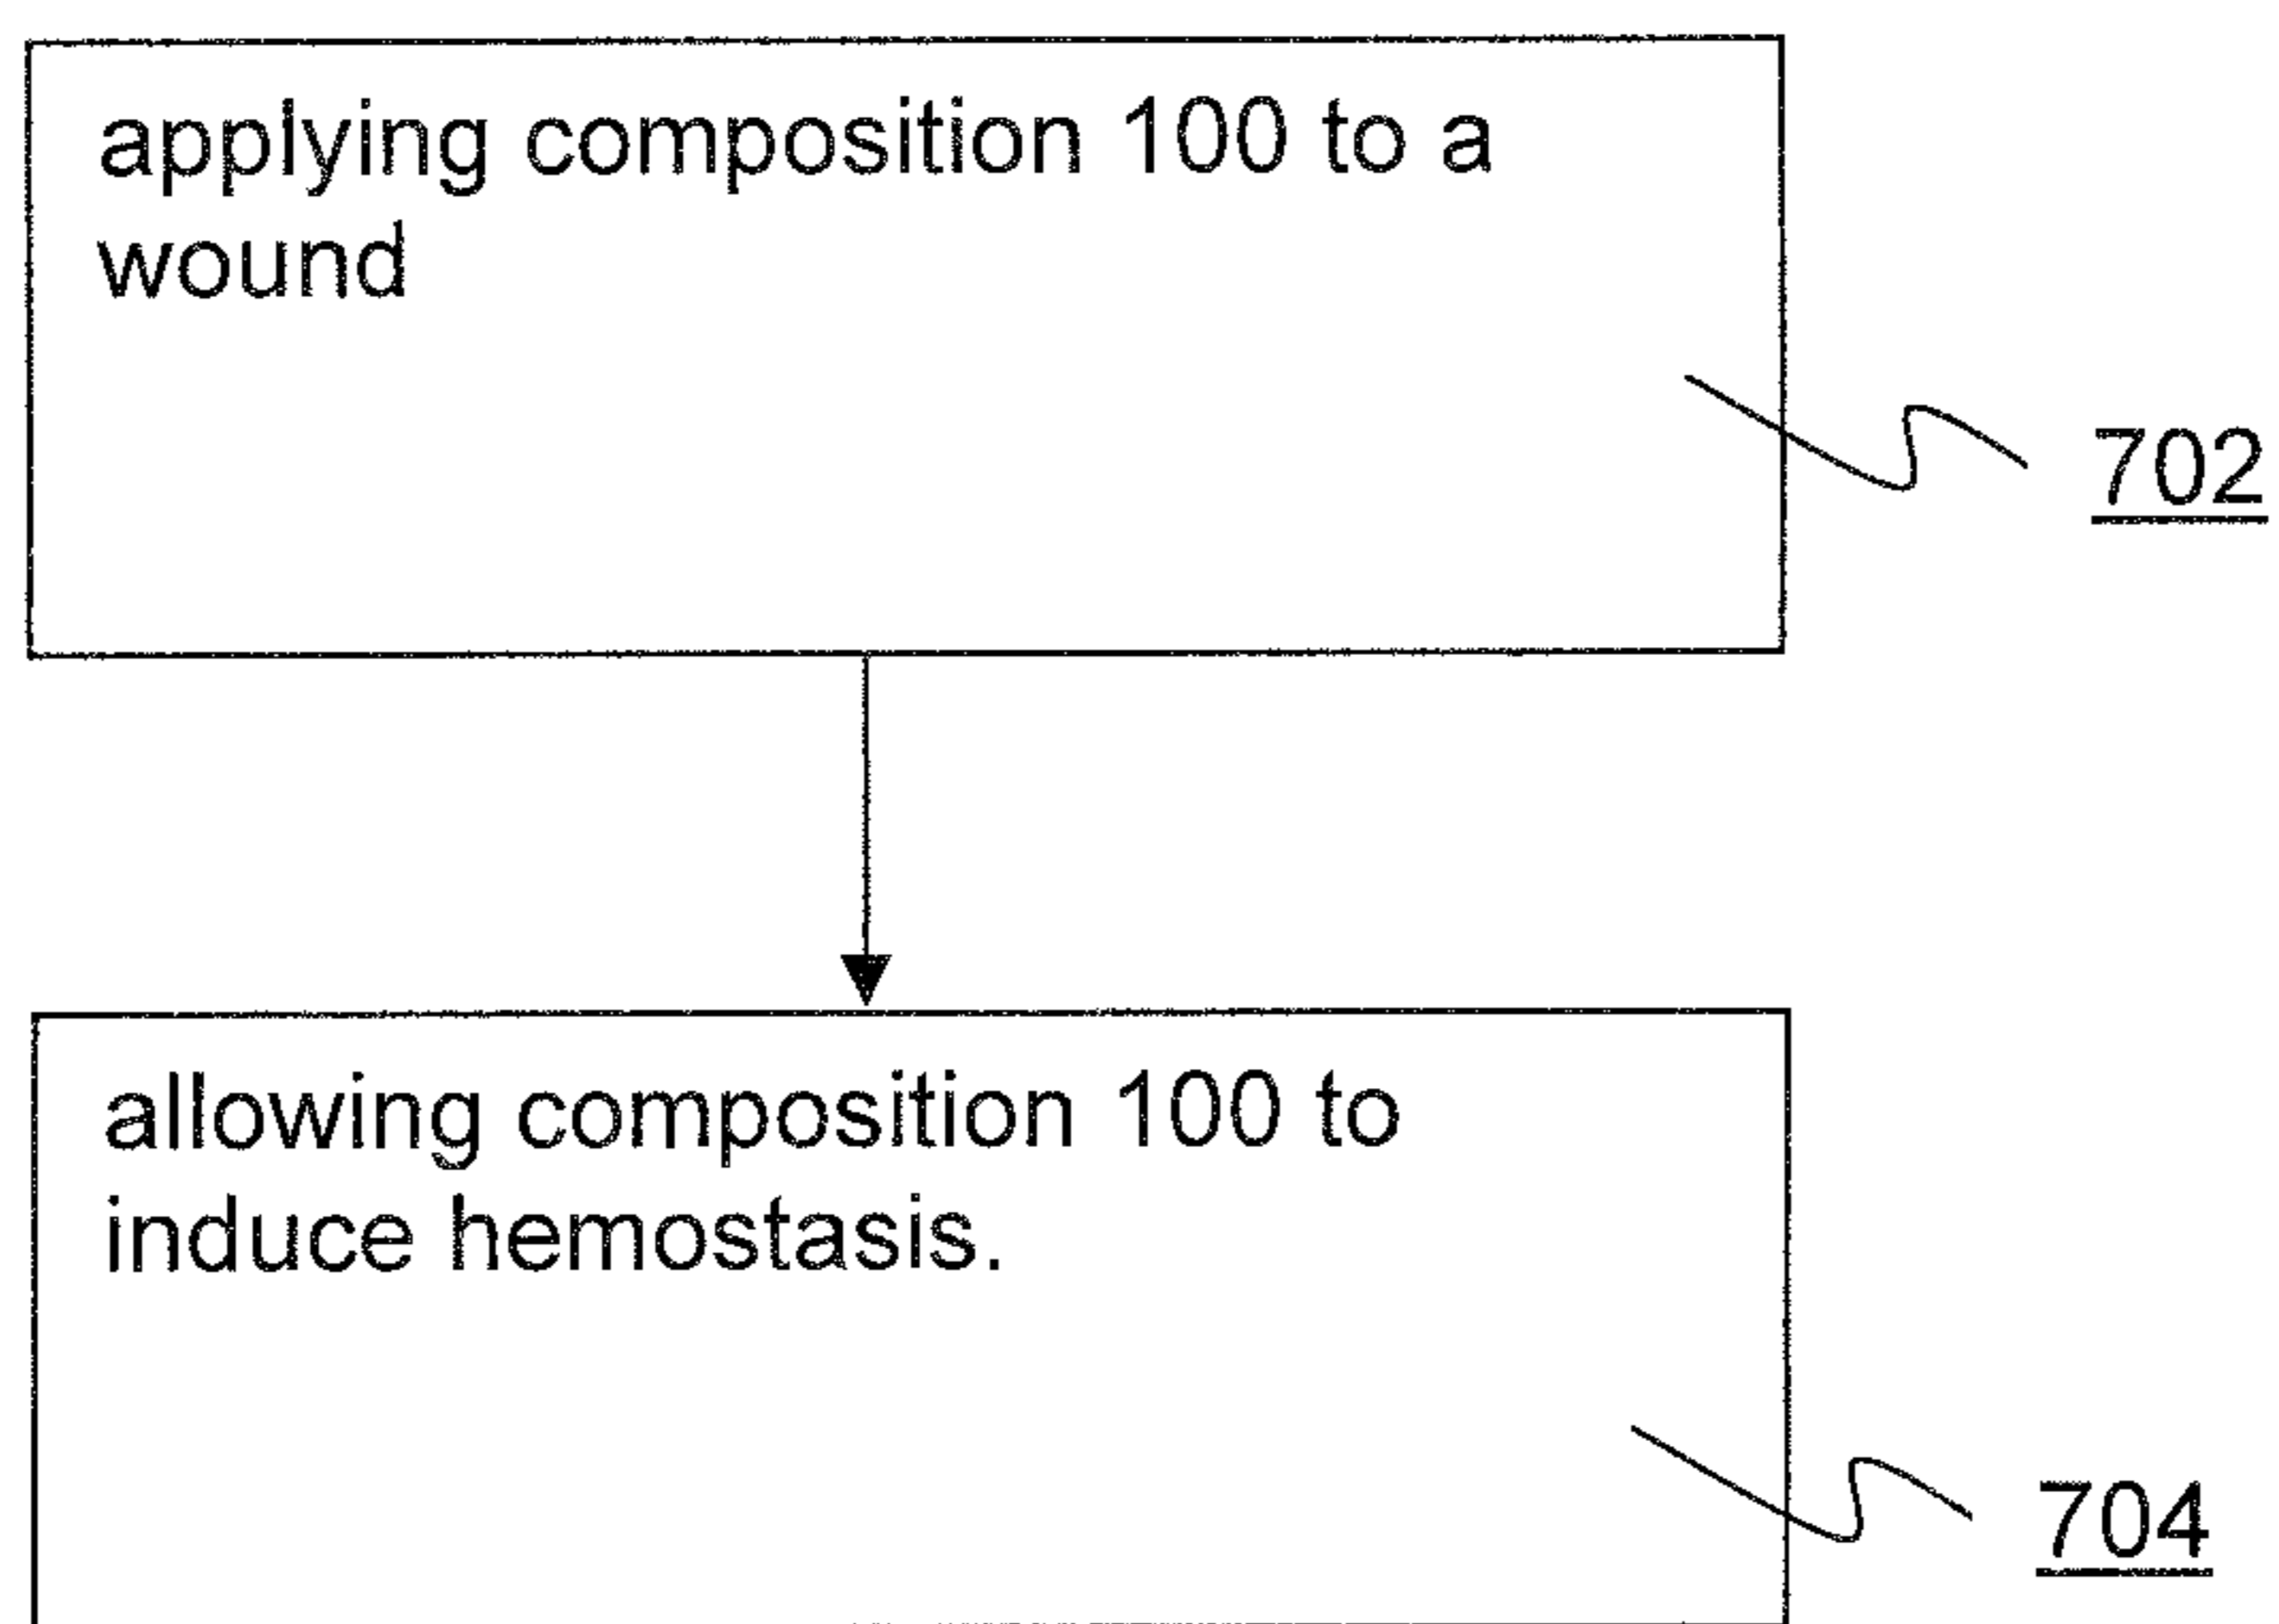 applying composition 100 to a
wound
702
allowing composition 100 to
induce hemostasis.
704